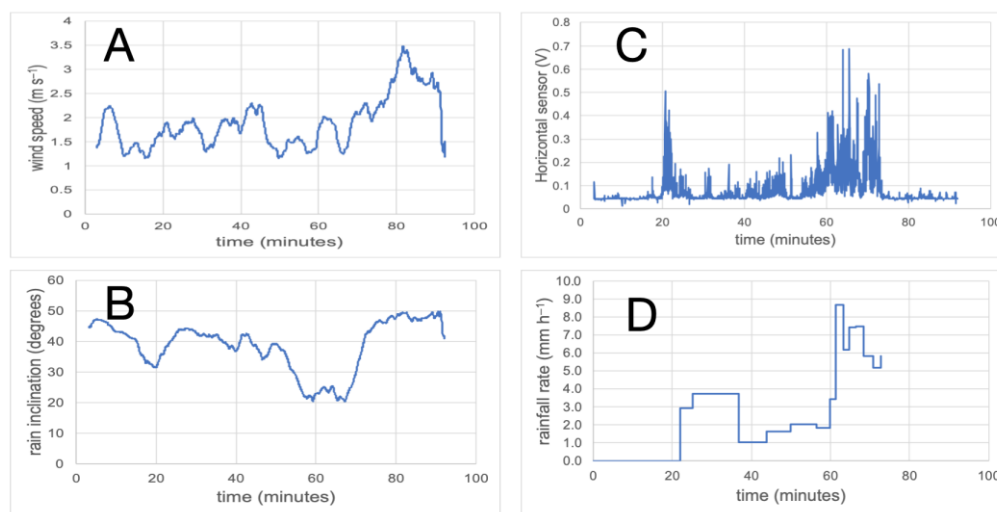 A
wind speed (m s⁻¹)
4
3.5
3
2.5
2
1.5
1
0.5
0
0 20 40 60 80 100
time (minutes)
C
Horizontal sensor (V)
0.8
0.7
0.6
0.5
0.4
0.3
0.2
0.1
0
0 20 40 60 80 100
time (minutes)
B
rain inclination (degrees)
60
50
40
30
20
10
0
0 20 40 60 80 100
time (minutes)
D
rainfall rate (mm h⁻¹)
10.0
9.0
8.0
7.0
6.0
5.0
4.0
3.0
2.0
1.0
0.0
0 20 40 60 80 100
time (minutes)